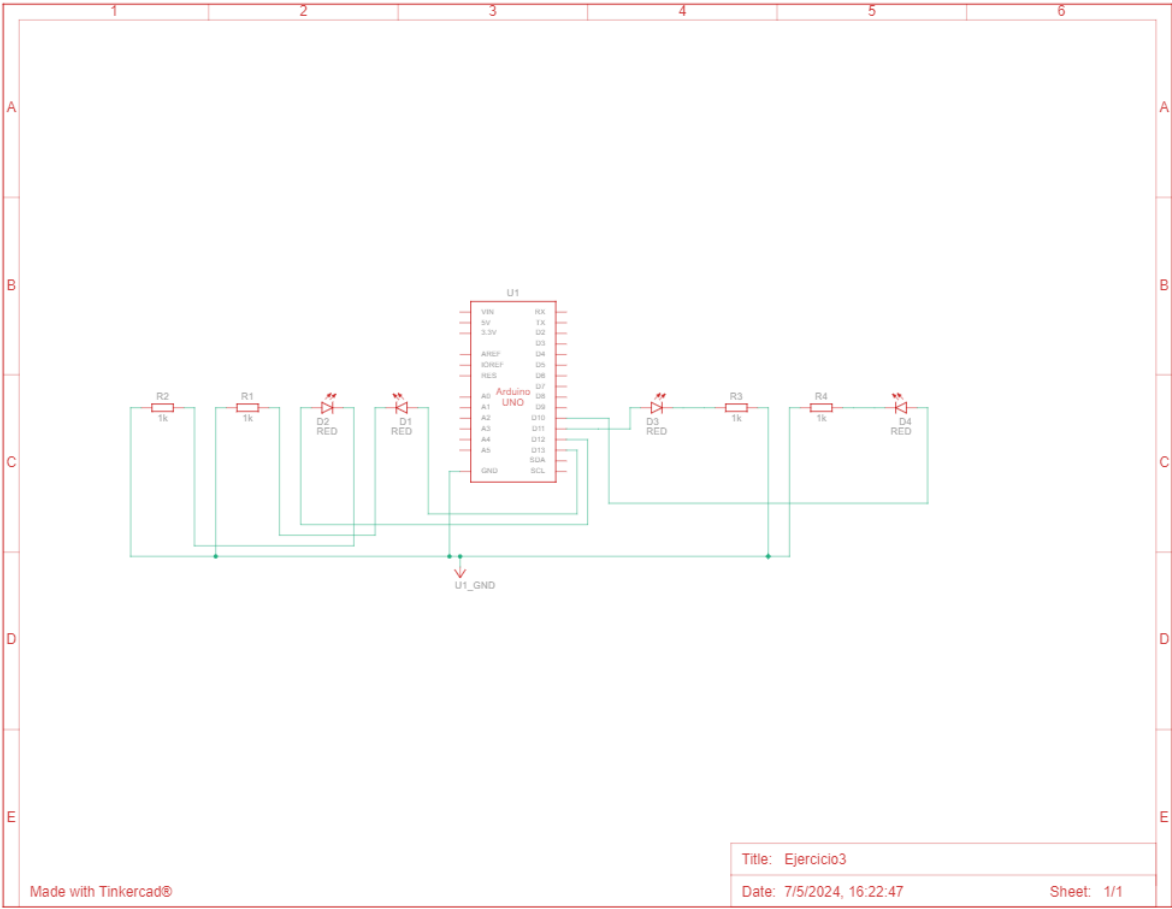 1 2 3 4 5 6
A A
B B
U1
VIN RX
5V TX
3.3V D2
D3
AREF D4
IOREF D5
RES D6
D7
A0 D8
A1 D9
A2 D10
A3 D11
A4 D12
A5 D13
SDA
GND SCL
Arduino
UNO
R2 R1 R3 R4
1k 1k 1k 1k
D2 D1 D3 D4
RED RED RED RED
C C
U1_GND
D D
E E
Title: Ejercicio3
Made with Tinkercad® Date: 7/5/2024, 16:22:47 Sheet: 1/1